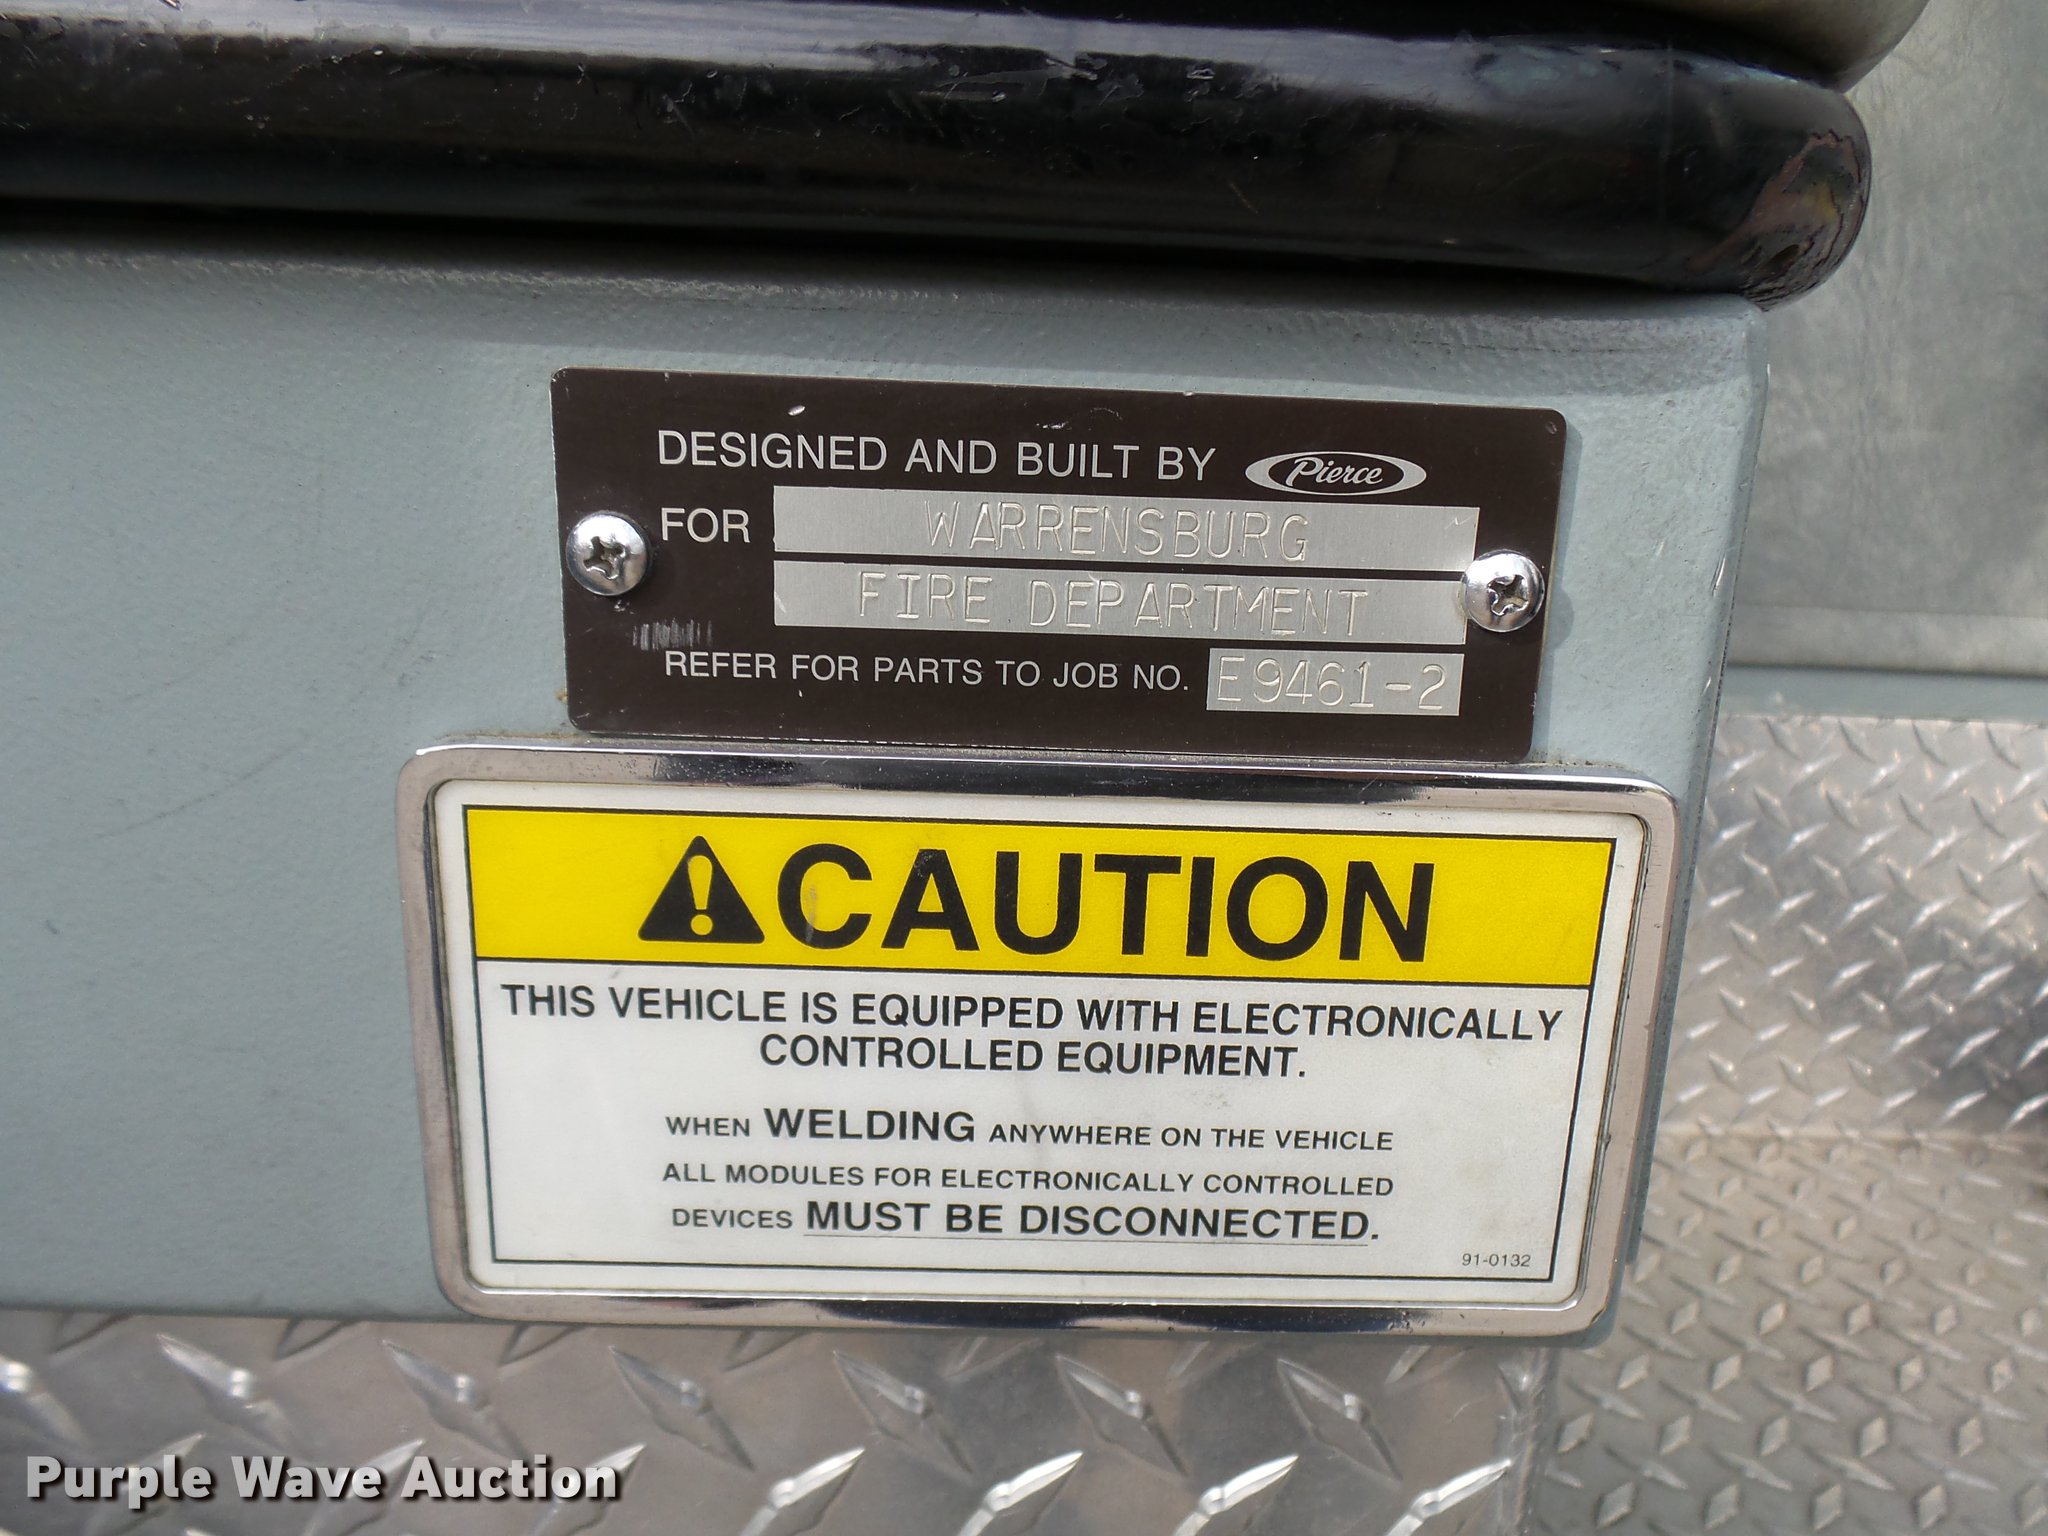 DESIGNED AND BUILT BY Pierce
FOR WARRENSBURG
FIRE DEPARTMENT
REFER FOR PARTS TO JOB NO. E9461-2
CAUTION
THIS VEHICLE IS EQUIPPED WITH ELECTRONICALLY
CONTROLLED EQUIPMENT.
WHEN WELDING ANYWHERE ON THE VEHICLE
ALL MODULES FOR ELECTRONICALLY CONTROLLED
DEVICES MUST BE DISCONNECTED.
91-0132
Purple Wave Auction